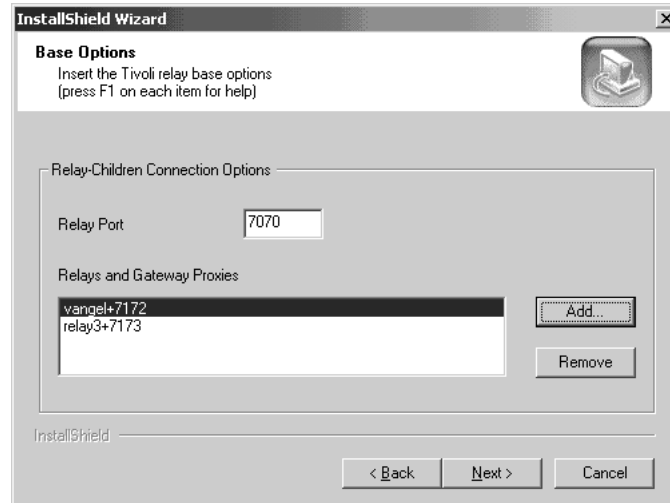 InstallShield Wizard
Base Options
Insert the Tivoli relay base options
(press F1 on each item for help)
Relay-Children Connection Options
Relay Port
7070
Relays and Gateway Proxies
vangel+7172
relay3+7173
Add...
Remove
InstallShield
< Back
Next >
Cancel